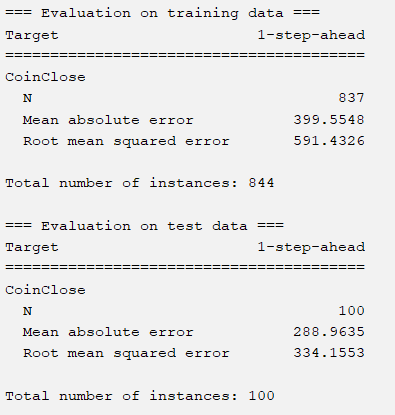 === Evaluation on training data ===
Target                      1-step-ahead
========================================
CoinClose
  N                                  837
  Mean absolute error           399.5548
  Root mean squared error       591.4326
Total number of instances: 844
=== Evaluation on test data ===
Target                      1-step-ahead
========================================
CoinClose
  N                                  100
  Mean absolute error           288.9635
  Root mean squared error       334.1553
Total number of instances: 100